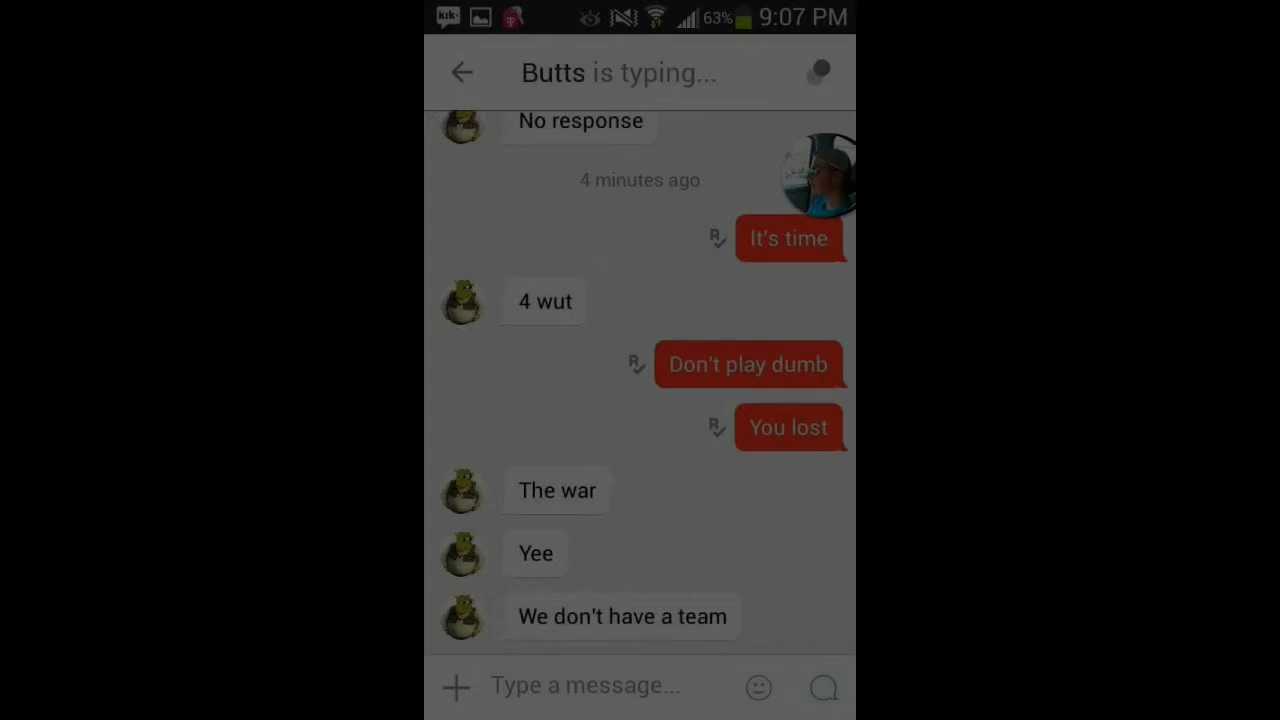 kik•
63%
9:07 PM
Butts is typing...
No response
4 minutes ago
R
It's time
4 wut
R
Don't play dumb
R
You lost
The war
Yee
We don't have a team
Type a message...